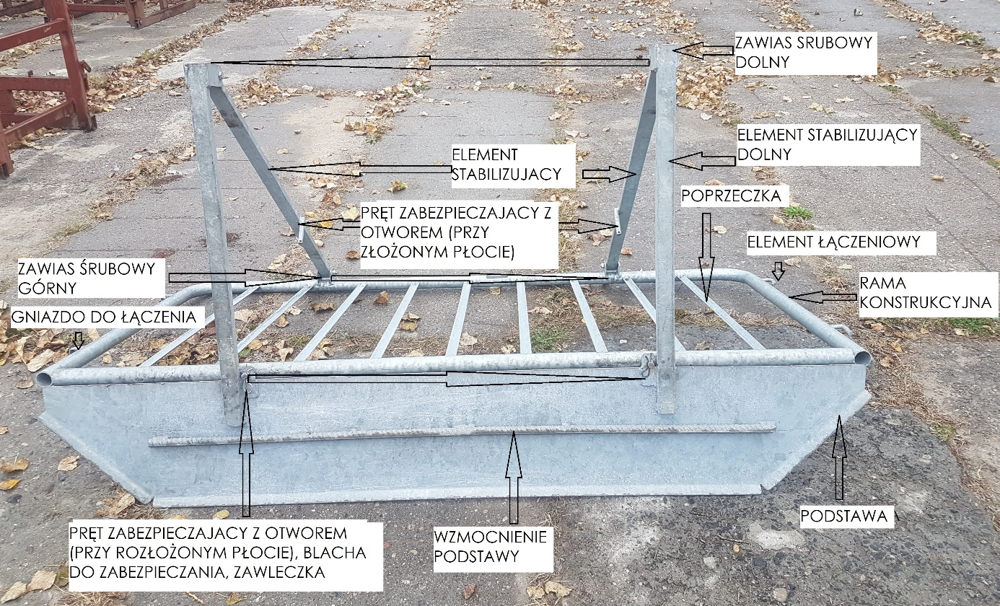 ZAWIAS SRUBOWY
DOLNY
ELEMENT STABILIZUJĄCY
DOLNY
ELEMENT
STABILIZUJACY
POPRZECZKA
PRĘT ZABEZPIECZAJACY Z
OTWOREM (PRZY
ZŁOŻONYM PŁOCIE)
ELEMENT ŁĄCZENIOWY
ZAWIAS ŚRUBOWY
GÓRNY
RAMA
KONSTRUKCYJNA
GNIAZDO DO ŁĄCZENIA
PODSTAWA
PRĘT ZABEZPIECZAJACY Z OTWOREM
(PRZY ROZŁOŻONYM PŁOCIE), BLACHA
DO ZABEZPIECZANIA, ZAWLECZKA
WZMOCNIENIE
PODSTAWY